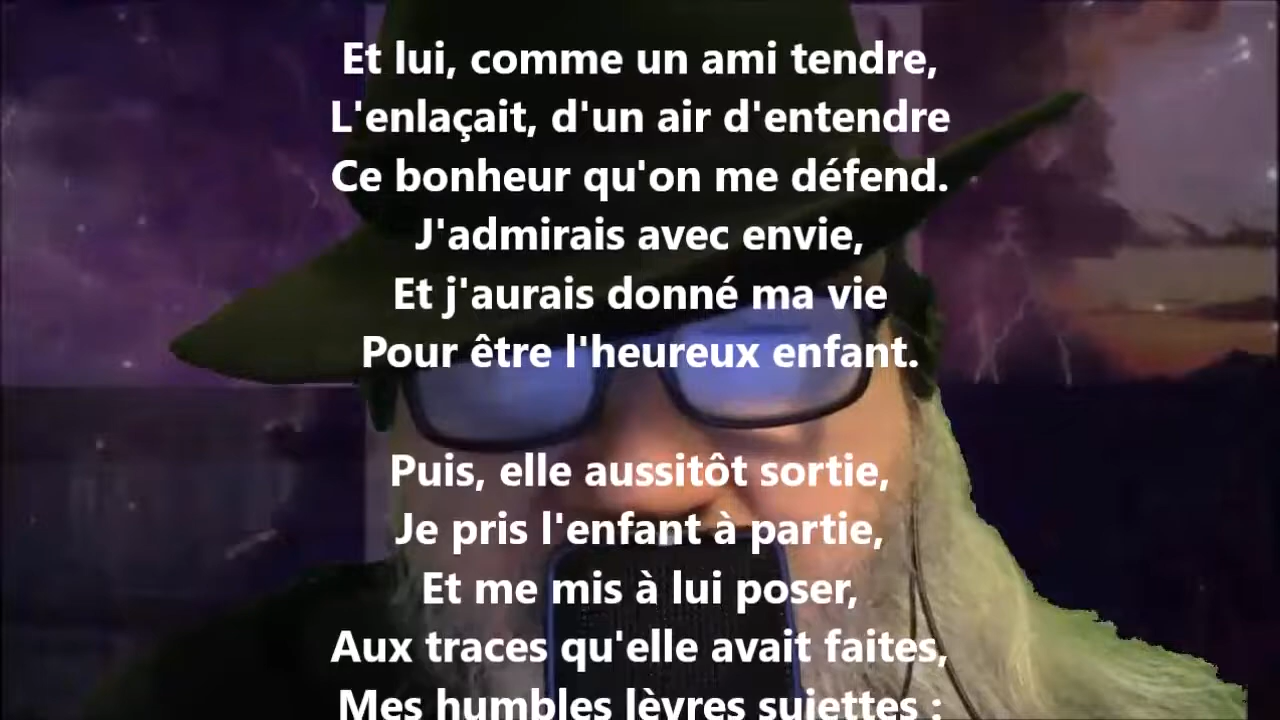 Et lui, comme un ami tendre,
L'enlaçait, d'un air d'entendre
Ce bonheur qu'on me défend.
J'admirais avec envie,
Et j'aurais donné ma vie
Pour être l'heureux enfant.
Puis, elle aussitôt sortie,
Je pris l'enfant à partie,
Et me mis à lui poser,
Aux traces qu'elle avait faites,
Mes humbles lèvres sujettes :